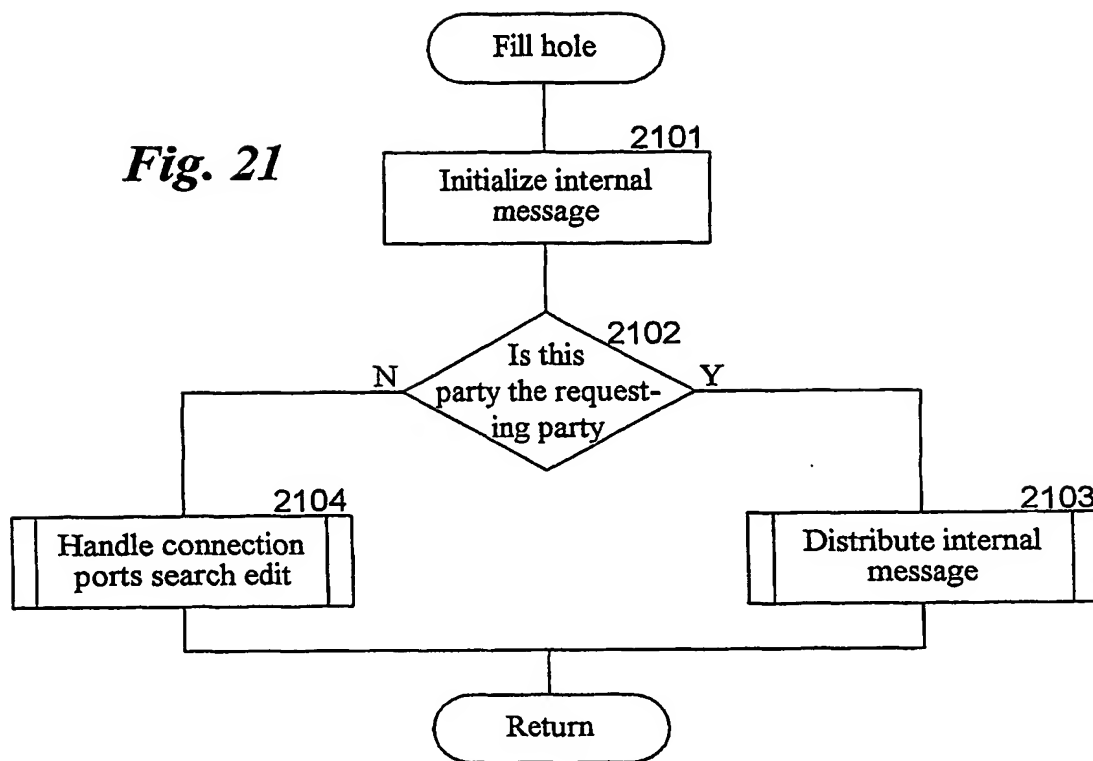 Fill hole
Fig. 21
2101
Initialize internal
message
2102
Is this
party the request-
ing party
N
Y
2104
Handle connection
ports search edit
2103
Distribute internal
message
Return